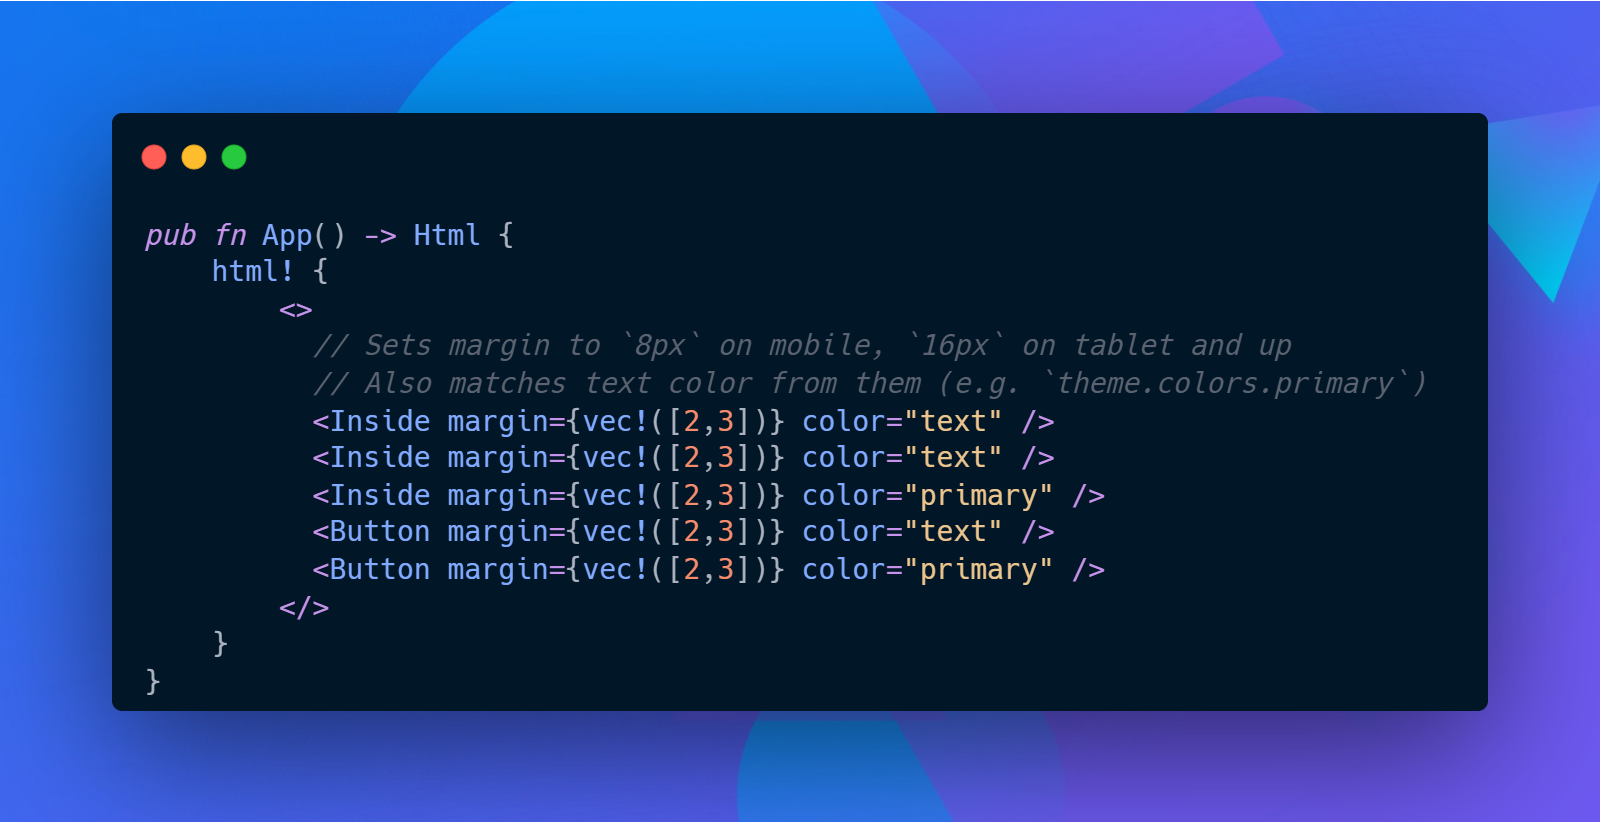 pub fn App() -> Html {
    html! {
        <>
          // Sets margin to `8px` on mobile, `16px` on tablet and up
          // Also matches text color from them (e.g. `theme.colors.primary`)
          <Inside margin={vec!([2,3])} color="text" />
          <Inside margin={vec!([2,3])} color="text" />
          <Inside margin={vec!([2,3])} color="primary" />
          <Button margin={vec!([2,3])} color="text" />
          <Button margin={vec!([2,3])} color="primary" />
        </>
    }
}